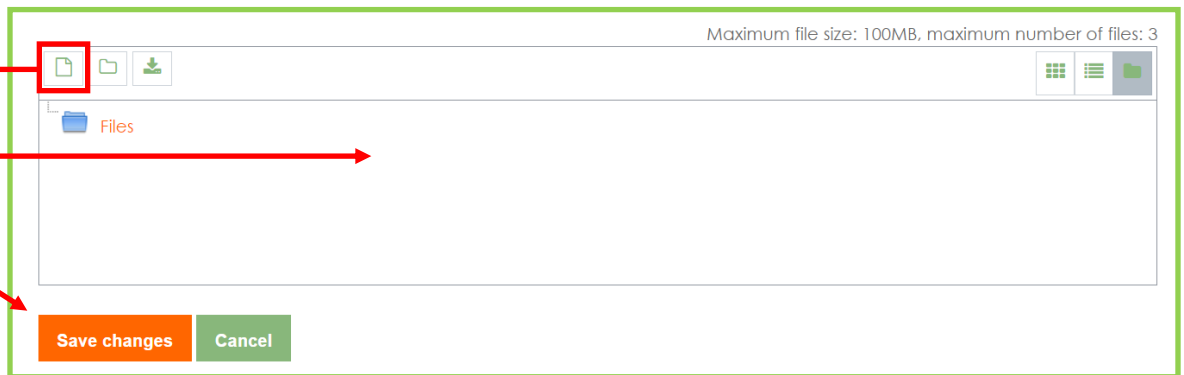 Maximum file size: 100MB, maximum number of files: 3
Files
Save changes
Cancel